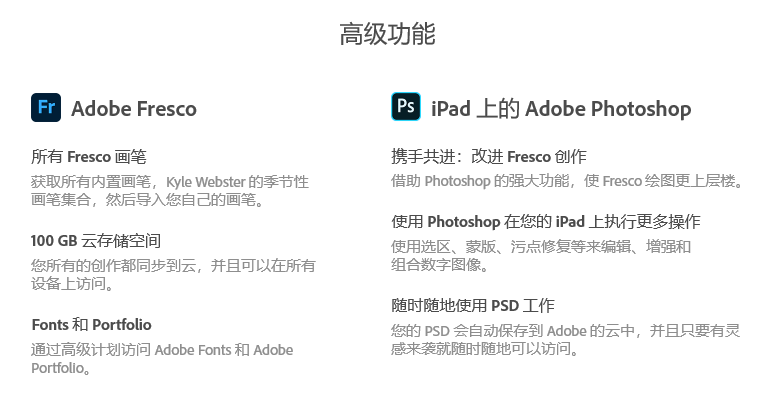 高级功能
Fr Adobe Fresco
所有 Fresco 画笔
获取所有内置画笔，Kyle Webster 的季节性
画笔集合，然后导入您自己的画笔。
100 GB 云存储空间
您所有的创作都同步到云，并且可以在所有
设备上访问。
Fonts 和 Portfolio
通过高级计划访问 Adobe Fonts 和 Adobe
Portfolio。
Ps iPad 上的 Adobe Photoshop
携手共进：改进 Fresco 创作
借助 Photoshop 的强大功能，使 Fresco 绘图更上层楼。
使用 Photoshop 在您的 iPad 上执行更多操作
使用选区、蒙版、污点修复等来编辑、增强和
组合数字图像。
随时随地使用 PSD 工作
您的 PSD 会自动保存到 Adobe 的云中，并且只要有灵
感来袭就随时随地可以访问。